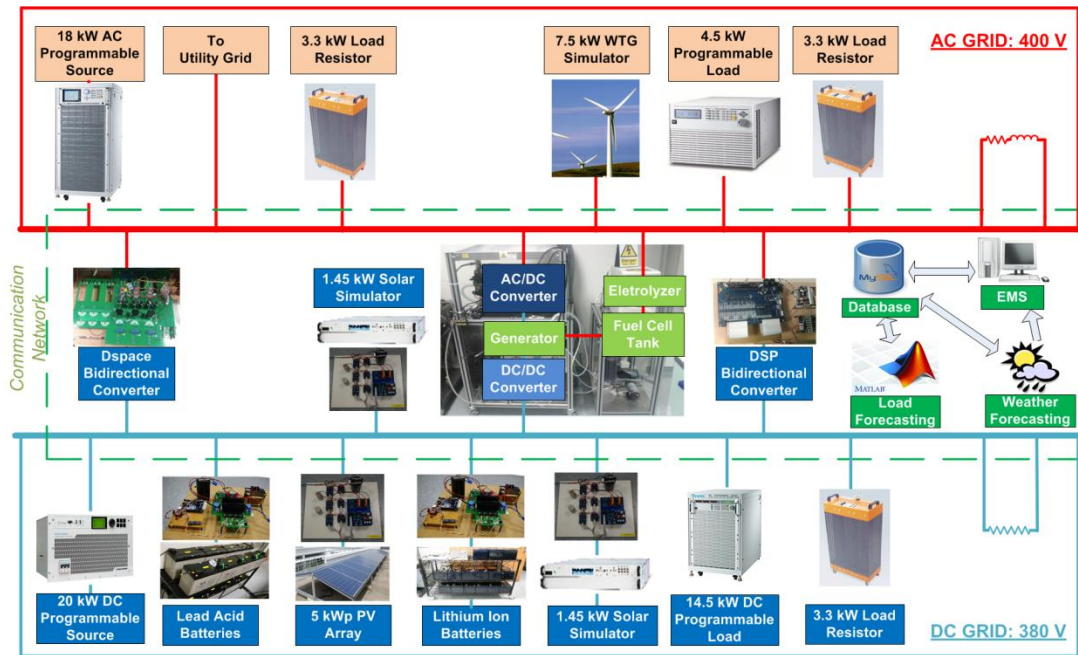 18 kW AC
Programmable
Source
To
Utility Grid
3.3 kW Load
Resistor
7.5 kW WTG
Simulator
4.5 kW
Programmable
Load
3.3 kW Load
Resistor
AC GRID: 400 V
Communication
Network
Dspace
Bidirectional
Converter
1.45 kW Solar
Simulator
AC/DC
Converter
Generator
DC/DC
Converter
Danger
Eletrolyzer
Fuel Cell
Tank
DSP
Bidirectional
Converter
Database
EMS
MATLAB
Load
Forecasting
Weather
Forecasting
20 kW DC
Programmable
Source
Lead Acid
Batteries
5 kWp PV
Array
Lithium Ion
Batteries
1.45 kW Solar
Simulator
14.5 kW DC
Programmable
Load
3.3 kW Load
Resistor
DC GRID: 380 V